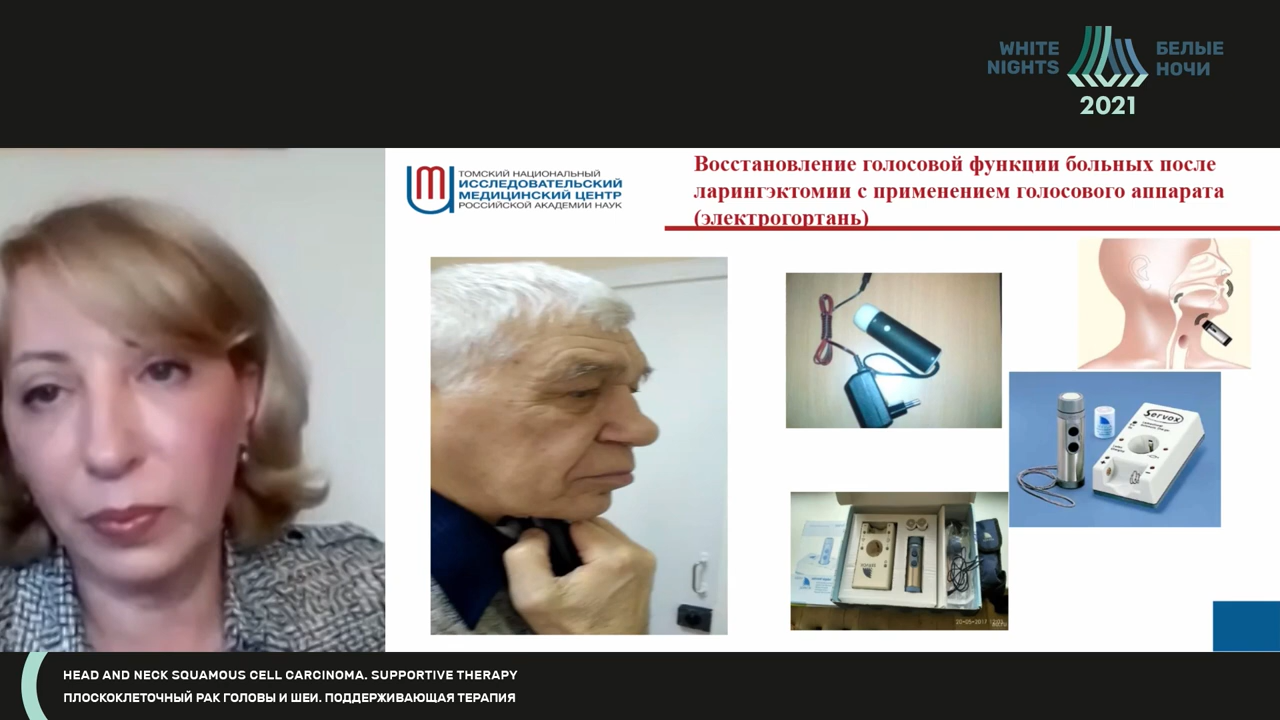 WHITE
NIGHTS
БЕЛЫЕ
НОЧИ
2021
ТОМСКИЙ НАЦИОНАЛЬНЫЙ
ИССЛЕДОВАТЕЛЬСКИЙ
МЕДИЦИНСКИЙ ЦЕНТР
РОССИЙСКОЙ АКАДЕМИИ НАУК
Восстановление голосовой функции больных после
ларингэктомии с применением голосового аппарата
(электрогортань)
Servox
20-05-2017
HEAD AND NECK SQUAMOUS CELL CARCINOMA. SUPPORTIVE THERAPY
ПЛОСКОКЛЕТОЧНЫЙ РАК ГОЛОВЫ И ШЕИ. ПОДДЕРЖИВАЮЩАЯ ТЕРАПИЯ